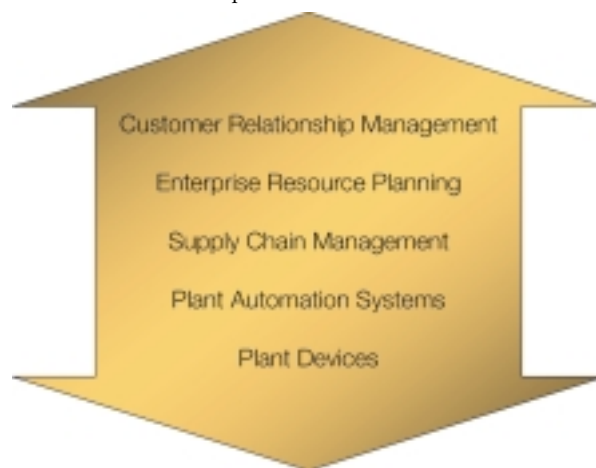 Customer Relationship Management
Enterprise Resource Planning
Supply Chain Management
Plant Automation Systems
Plant Devices